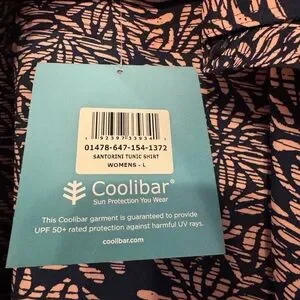 01478-647-154-1372
SANTORINI TUNIC SHIRT
WOMENS - L
Coolibar®
Sun Protection You Wear
This Coolibar garment is guaranteed to provide
UPF 50+ rated protection against harmful UV rays.
coolibar.com